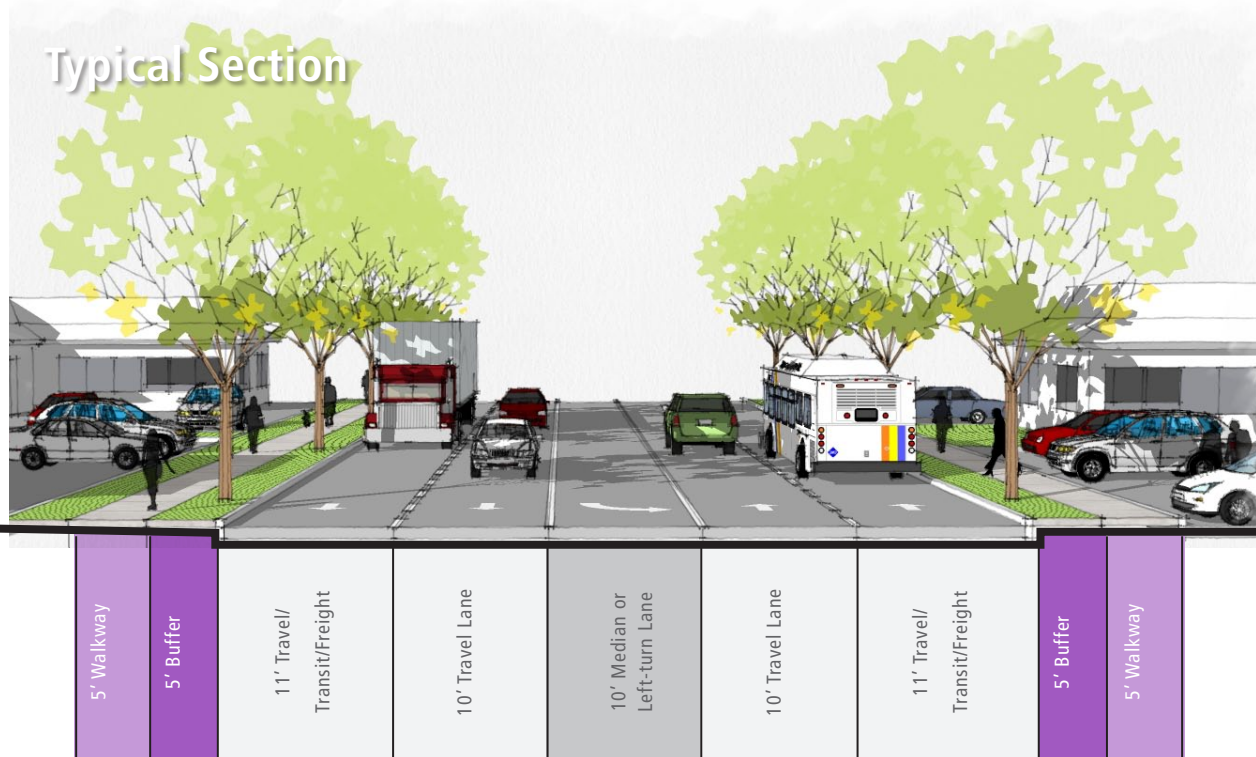 Typical Section
5′ Walkway
5′ Buffer
11′ Travel/
Transit/Freight
10′ Travel Lane
10′ Median or
Left-turn Lane
10′ Travel Lane
11′ Travel/
Transit/Freight
5′ Buffer
5′ Walkway